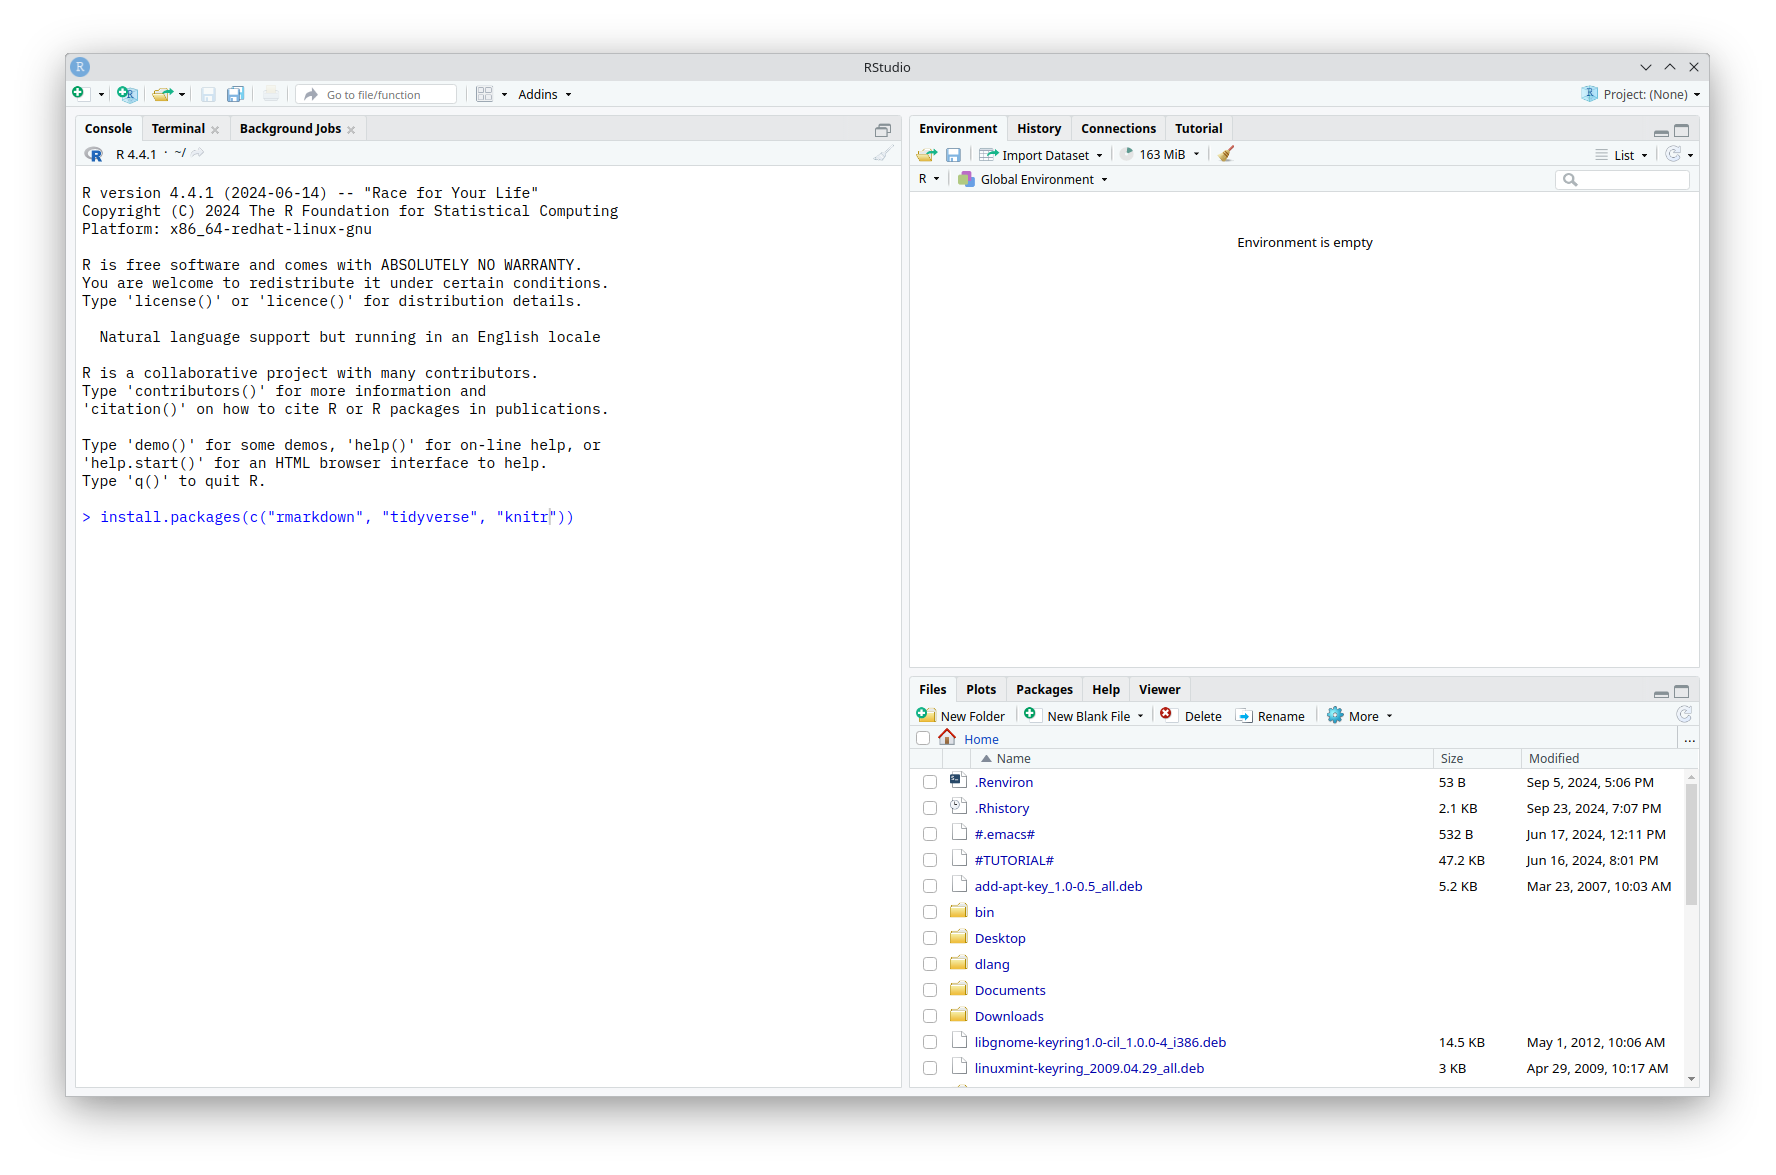 RStudio
Go to file/function
Addins
Project: (None)
Console
Terminal
Background Jobs
R 4.4.1 · ~/
R version 4.4.1 (2024-06-14) -- "Race for Your Life"
Copyright (C) 2024 The R Foundation for Statistical Computing
Platform: x86_64-redhat-linux-gnu
R is free software and comes with ABSOLUTELY NO WARRANTY.
You are welcome to redistribute it under certain conditions.
Type 'license()' or 'licence()' for distribution details.
Natural language support but running in an English locale
R is a collaborative project with many contributors.
Type 'contributors()' for more information and
'citation()' on how to cite R or R packages in publications.
Type 'demo()' for some demos, 'help()' for on-line help, or
'help.start()' for an HTML browser interface to help.
Type 'q()' to quit R.
> install.packages(c("rmarkdown", "tidyverse", "knitr"))
Environment
History
Connections
Tutorial
Import Dataset
163 MiB
List
R
Global Environment
Environment is empty
Files
Plots
Packages
Help
Viewer
New Folder
New Blank File
Delete
Rename
More
Home
...
Name Size Modified
.Renviron 53 B Sep 5, 2024, 5:06 PM
.Rhistory 2.1 KB Sep 23, 2024, 7:07 PM
#.emacs# 532 B Jun 17, 2024, 12:11 PM
#TUTORIAL# 47.2 KB Jun 16, 2024, 8:01 PM
add-apt-key_1.0-0.5_all.deb 5.2 KB Mar 23, 2007, 10:03 AM
bin
Desktop
dlang
Documents
Downloads
libgnome-keyring1.0-cil_1.0.0-4_i386.deb 14.5 KB May 1, 2012, 10:06 AM
linuxmint-keyring_2009.04.29_all.deb 3 KB Apr 29, 2009, 10:17 AM